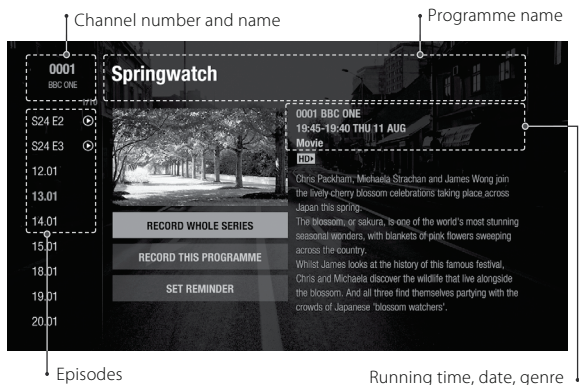 Channel number and name
Programme name
0001
BBC ONE
Springwatch
1/10
S24 E2
S24 E3
12.01
13.01
14.01
15.01
18.01
19.01
20.01
0001 BBC ONE
19:45-19:40 THU 11 AUG
Movie
HD
Chris Packham, Michaela Strachan and James Wong join
the lively cherry blossom celebrations taking place across
Japan this spring.
The blossom, or sakura, is one of the world's most stunning
seasonal wonders, with blankets of pink flowers sweeping
across the country.
Whilst James looks at the history of this famous festival,
Chris and Michaela discover the wildlife that live alongside
the blossom. And all three find themselves partying with the
crowds of Japanese 'blossom watchers'.
RECORD WHOLE SERIES
RECORD THIS PROGRAMME
SET REMINDER
Episodes
Running time, date, genre